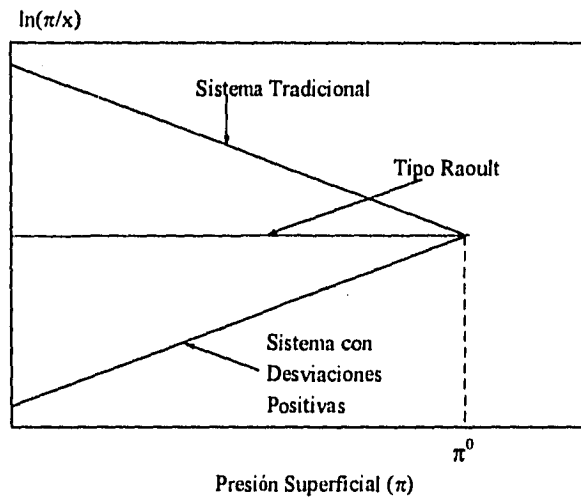 ln(π/x)
Sistema Tradicional
Tipo Raoult
Sistema con
Desviaciones
Positivas
π⁰
Presión Superficial (π)